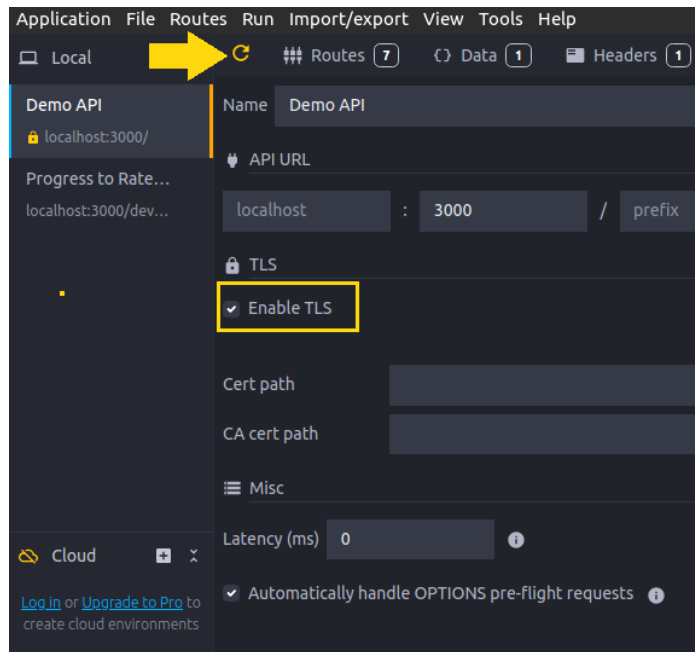 Application File Routes Run Import/export View Tools Help
Local
Routes 7
{} Data 1
Headers 1
Demo API
localhost:3000/
Progress to Rate...
localhost:3000/dev...
Name Demo API
API URL
localhost : 3000 / prefix
TLS
Enable TLS
Cert path
CA cert path
Misc
Latency (ms) 0
Automatically handle OPTIONS pre-flight requests
Cloud
Log in or Upgrade to Pro to
create cloud environments